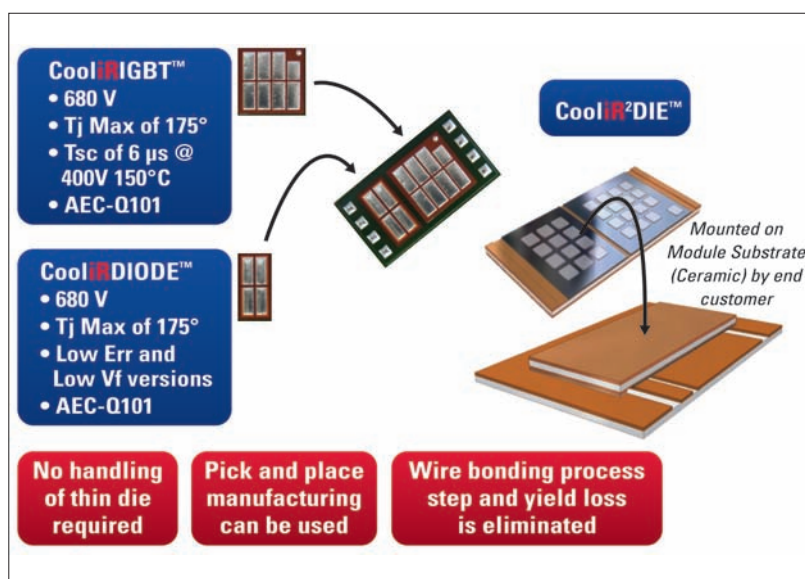 CooliRIGBT™
• 680 V
• Tj Max of 175°
• Tsc of 6 µs @
400V 150°C
• AEC-Q101
CooliRDIODE™
• 680 V
• Tj Max of 175°
• Low Err and
Low Vf versions
• AEC-Q101
CooliR²DIE™
Mounted on
Module Substrate
(Ceramic) by end
customer
No handling
of thin die
required
Pick and place
manufacturing
can be used
Wire bonding process
step and yield loss
is eliminated